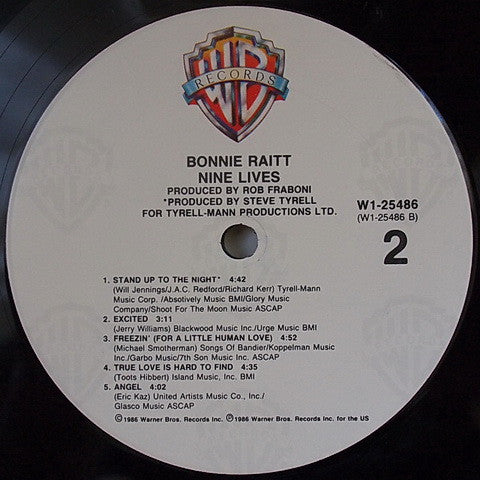 WB
RECORDS
BONNIE RAITT
NINE LIVES
PRODUCED BY ROB FRABONI
*PRODUCED BY STEVE TYRELL
FOR TYRELL-MANN PRODUCTIONS LTD.
W1-25486
(W1-25486 B)
2
1. STAND UP TO THE NIGHT* 4:42
(Will Jennings/J.A.C. Redford/Richard Kerr) Tyrell-Mann
Music Corp. /Absotively Music BMI/Glory Music
Company/Shoot For The Moon Music ASCAP
2. EXCITED 3:11
(Jerry Williams) Blackwood Music Inc./Urge Music BMI
3. FREEZIN' (FOR A LITTLE HUMAN LOVE) 4:52
(Michael Smotherman) Songs Of Bandier/Koppelman Music
Inc./Garbo Music/7th Son Music Inc. ASCAP
4. TRUE LOVE IS HARD TO FIND 4:35
(Toots Hibbert) Island Music, Inc. BMI
5. ANGEL 4:02
(Eric Kaz) United Artists Music Co., Inc./
Glasco Music ASCAP
©1986 Warner Bros. Records Inc. ℗1986 Warner Bros. Records Inc. for the US